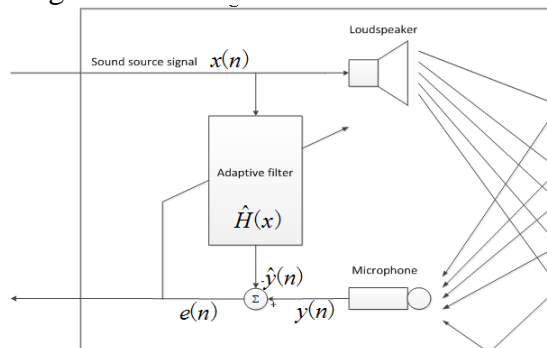 Loudspeaker
Sound source signal x(n)
Adaptive filter
Ĥ(x)
-ŷ(n)
Microphone
Σ
+
e(n)
y(n)